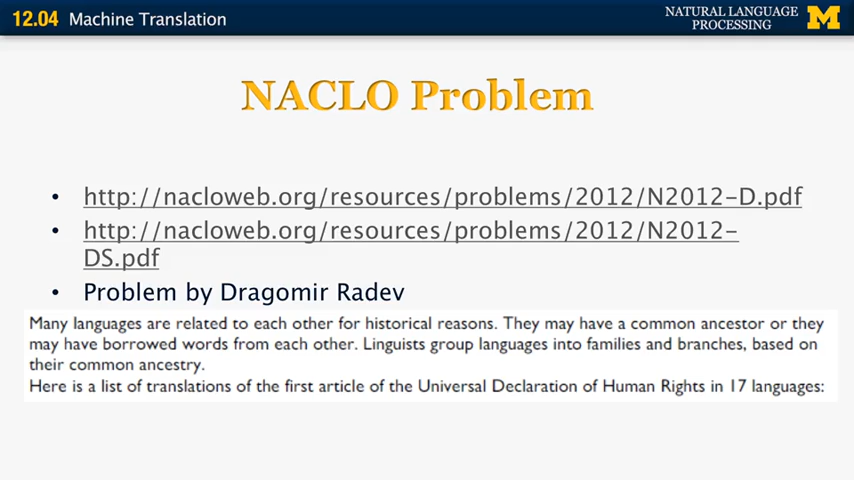 12.04 Machine Translation
NATURAL LANGUAGE
PROCESSING
M
NACLO Problem
• http://nacloweb.org/resources/problems/2012/N2012-D.pdf
• http://nacloweb.org/resources/problems/2012/N2012-
DS.pdf
• Problem by Dragomir Radev
Many languages are related to each other for historical reasons. They may have a common ancestor or they
may have borrowed words from each other. Linguists group languages into families and branches, based on
their common ancestry.
Here is a list of translations of the first article of the Universal Declaration of Human Rights in 17 languages: